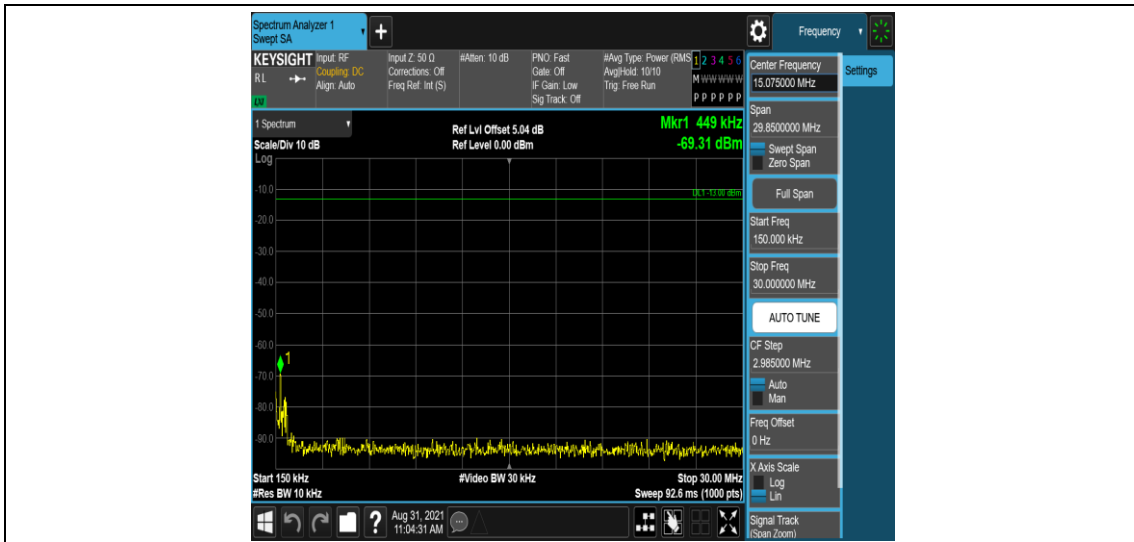 Spectrum Analyzer 1
Swept SA
+
Frequency
KEYSIGHT
RL
LXI
Input: RF
Coupling: DC
Align: Auto
Input Z: 50 Ω
Corrections: Off
Freq Ref: Int (S)
#Atten: 10 dB
PNO: Fast
Gate: Off
IF Gain: Low
Sig Track: Off
#Avg Type: Power (RMS
Avg|Hold: 10/10
Trig: Free Run
1 2 3 4 5 6
M W W W W W
P P P P P P
1 Spectrum
Scale/Div 10 dB
Log
Ref Lvl Offset 5.04 dB
Ref Level 0.00 dBm
Mkr1 449 kHz
-69.31 dBm
DL1 -13.00 dBm
-10.0
-20.0
-30.0
-40.0
-50.0
-60.0
-70.0
-80.0
-90.0
1
Start 150 kHz
#Res BW 10 kHz
#Video BW 30 kHz
Stop 30.00 MHz
Sweep 92.6 ms (1000 pts)
Center Frequency
15.075000 MHz
Settings
Span
29.8500000 MHz
Swept Span
Zero Span
Full Span
Start Freq
150.000 kHz
Stop Freq
30.000000 MHz
AUTO TUNE
CF Step
2.985000 MHz
Auto
Man
Freq Offset
0 Hz
X Axis Scale
Log
Lin
Signal Track
(Span Zoom)
?
Aug 31, 2021
11:04:31 AM